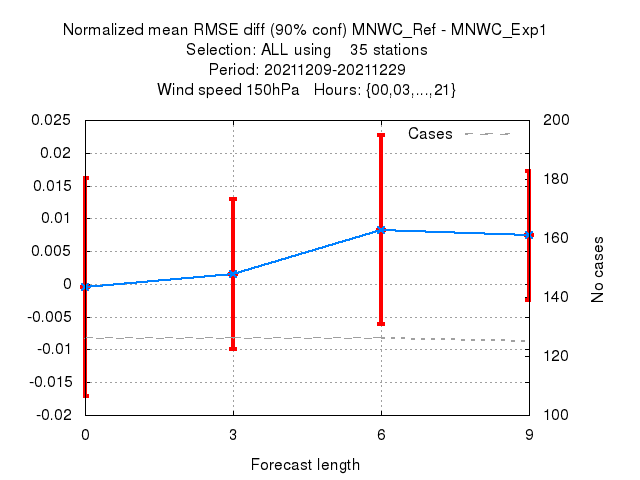 Normalized mean RMSE diff (90% conf) MNWC_Ref - MNWC_Exp1
Selection: ALL using 35 stations
Period: 20211209-20211229
Wind speed 150hPa Hours: {00,03,...,21}
Cases
0.025
0.02
0.015
0.01
0.005
0
-0.005
-0.01
-0.015
-0.02
200
180
160
140
120
100
No cases
0 3 6 9
Forecast length